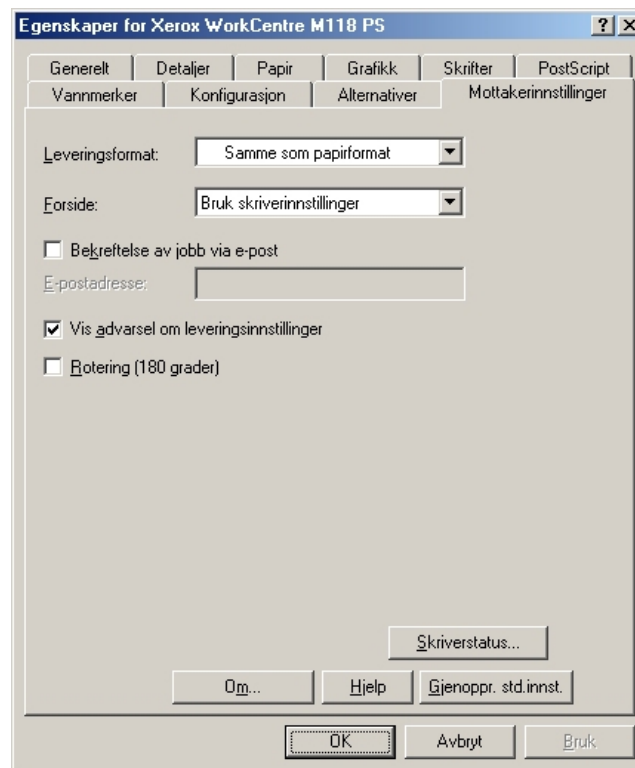 Egenskaper for Xerox WorkCentre M118 PS
Generelt Detaljer Papir Grafikk Skrifter PostScript
Vannmerker Konfigurasjon Alternativer Mottakerinnstillinger
Leveringsformat: Samme som papirformat
Forside: Bruk skriverinnstillinger
Bekreftelse av jobb via e-post
E-postadresse:
Vis advarsel om leveringsinnstillinger
Rotering (180 grader)
Skriverstatus...
Om... Hjelp Gjenoppr. std.innst.
OK Avbryt Bruk